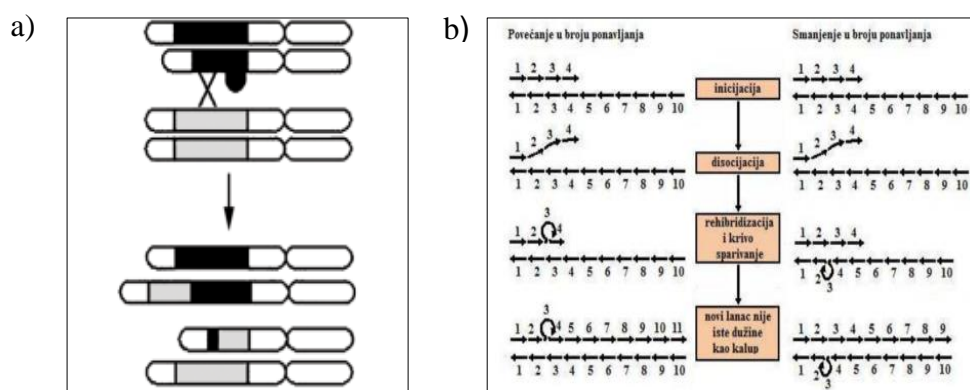 a)
b)
Povećanje u broju ponavljanja
Smanjenje u broju ponavljanja
1 2 3 4
1 2 3 4 5 6 7 8 9 10
inicijacija
1 2 3 4
1 2 3 4 5 6 7 8 9 10
1 2 3 4
1 2 3 4 5 6 7 8 9 10
disocijacija
1 2 3 4
1 2 3 4 5 6 7 8 9 10
3
1 2 4
1 2 3 4 5 6 7 8 9 10
rehibridizacija
i krivo
sparivanje
1 2 3 4
1 2 4 5 6 7 8 9 10
3
3
1 2 4 5 6 7 8 9 10 11
1 2 3 4 5 6 7 8 9 10
novi lanac nije
iste dužine
kao kalup
1 2 3 4 5 6 7 8 9
1 2 4 5 6 7 8 9 10
3